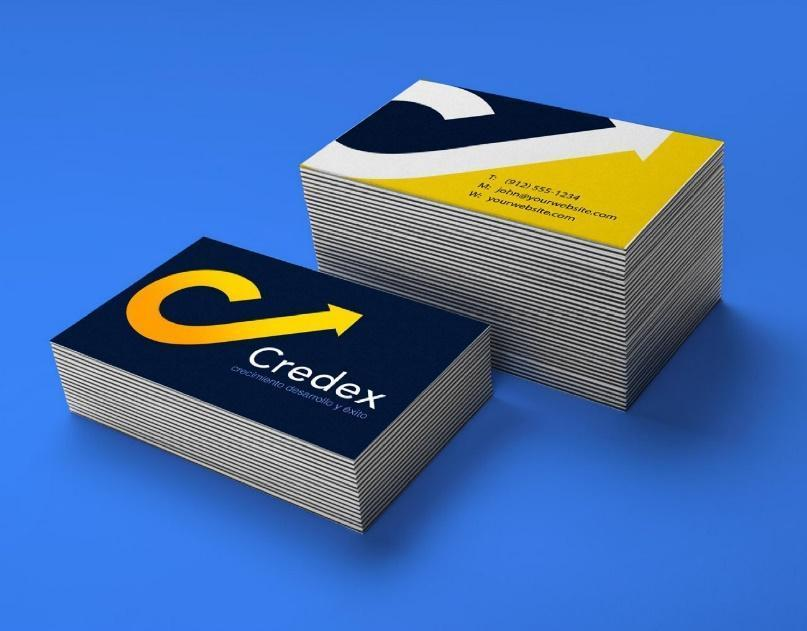 T: (912) 555-1234
M: john@yourwebsite.com
W: yourwebsite.com
Credex
crecimiento desarrollo y éxito